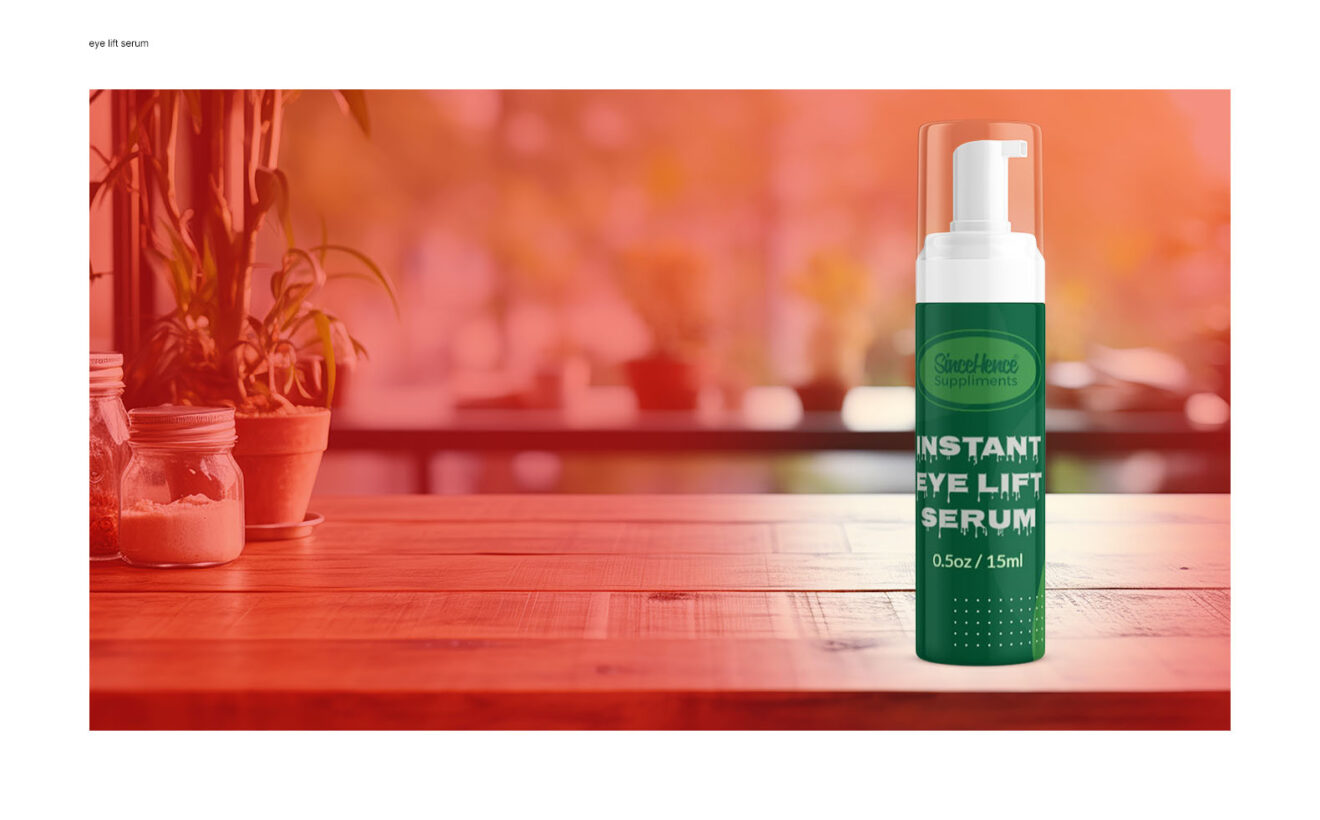 eye lift serum
SinceHence
Suppliments
INSTANT
EYE LIFT
SERUM
0.5oz / 15ml